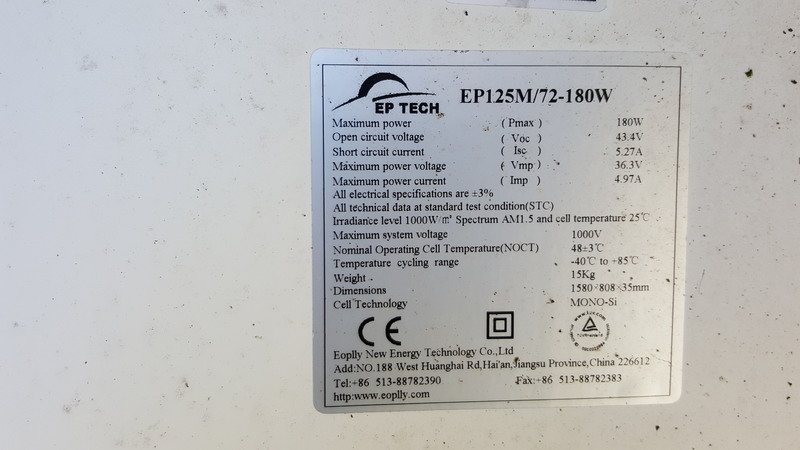 EP TECH EP125M/72-180W
Maximum power ( Pmax ) 180W
Open circuit voltage ( Voc ) 43.4V
Short circuit current ( Isc ) 5.27A
Maximum power voltage ( Vmp ) 36.3V
Maximum power current ( Imp ) 4.97A
All electrical specifications are ±3%
All technical data at standard test condition(STC)
Irradiance level 1000W/㎡ Spectrum AM1.5 and cell temperature 25℃
Maximum system voltage 1000V
Nominal Operating Cell Temperature(NOCT) 48±3℃
Temperature cycling range -40℃ to +85℃
Weight 15Kg
Dimensions 1580×808×35mm
Cell Technology MONO-Si
CE
Eoplly New Energy Technology Co.,Ltd
Add:NO.188 West Huanghai Rd,Hai'an,Jiangsu Province,China 226612
Tel:+86 513-88782390 Fax:+86 513-88782383
http:www.eoplly.com